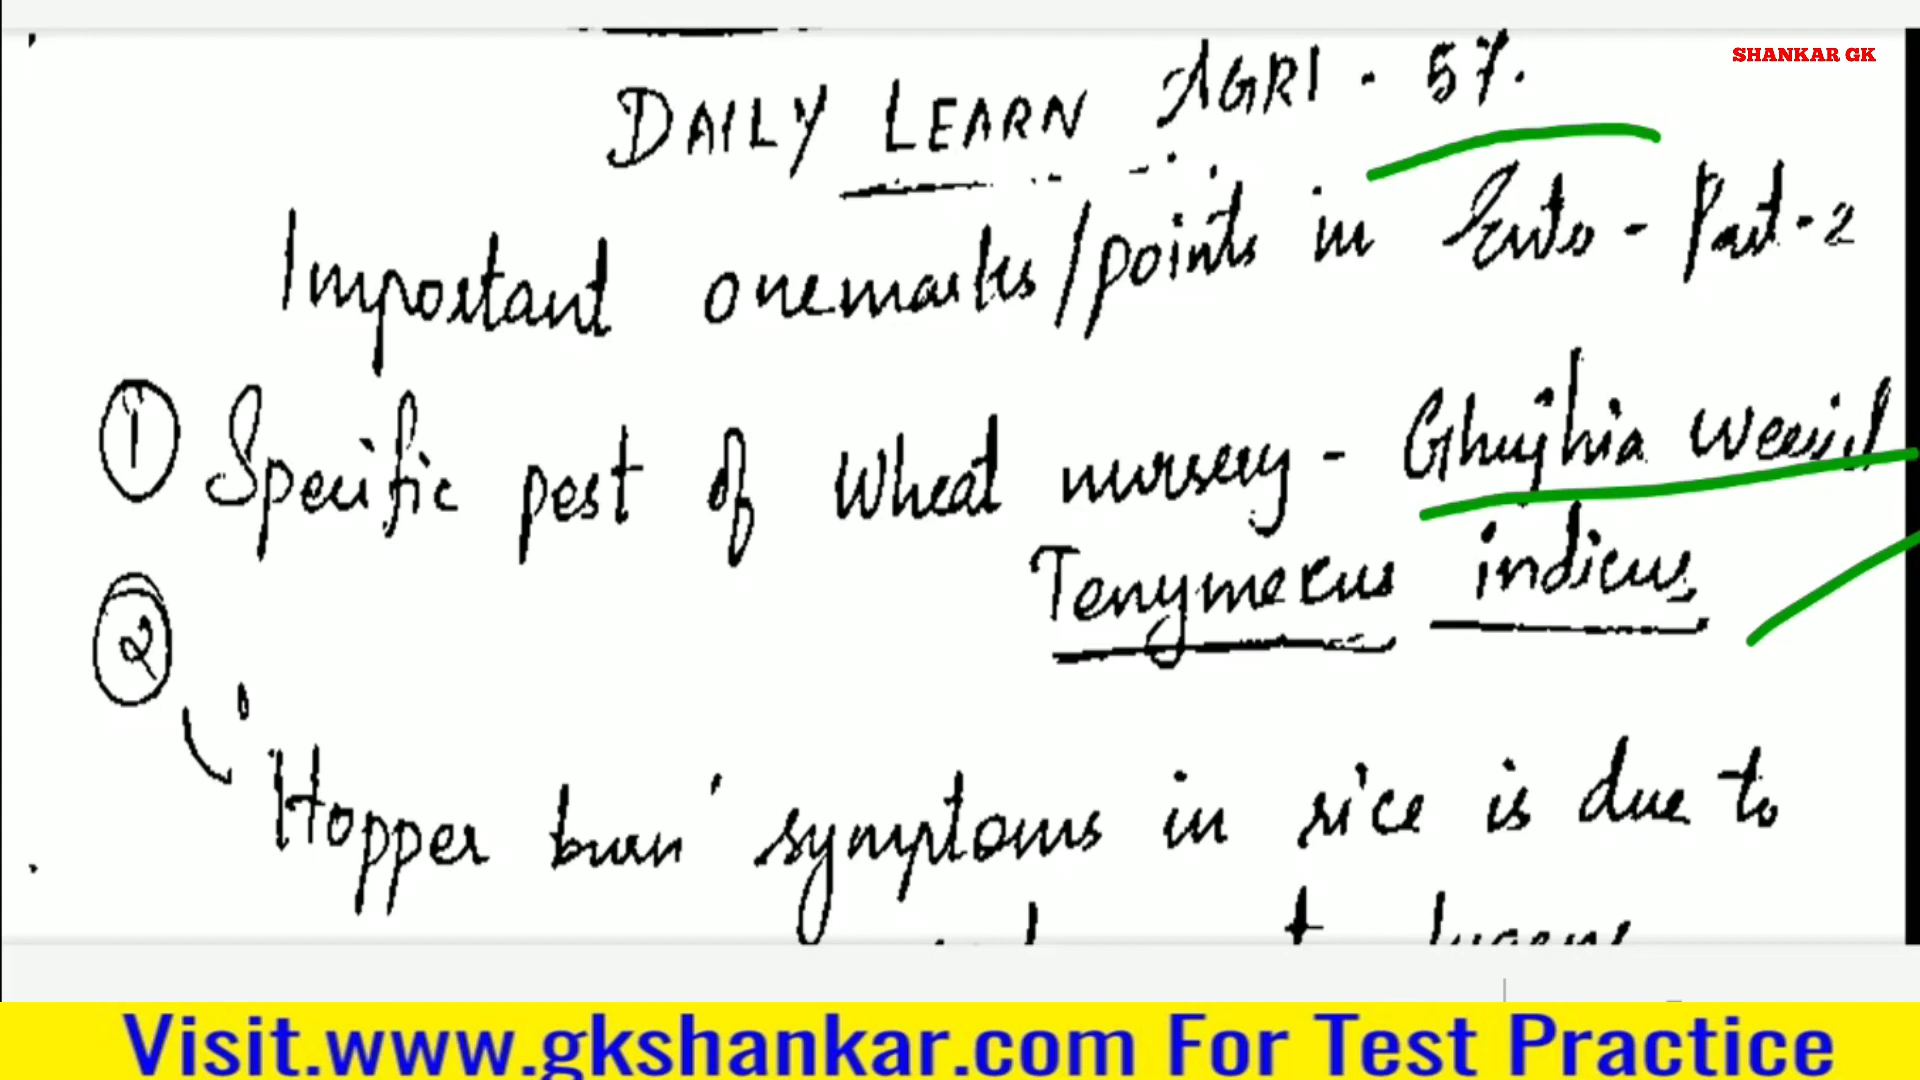 SHANKAR GK
DAILY LEARN AGRI - 57.
Important onemarks/points in Ento - Part - 2
① Specific pest of Wheat nursery - Ghujhia Weevil
Tanymecus indicus
②
'Hopper burn' symptoms in rice is due to
Visit.www.gkshankar.com For Test Practice